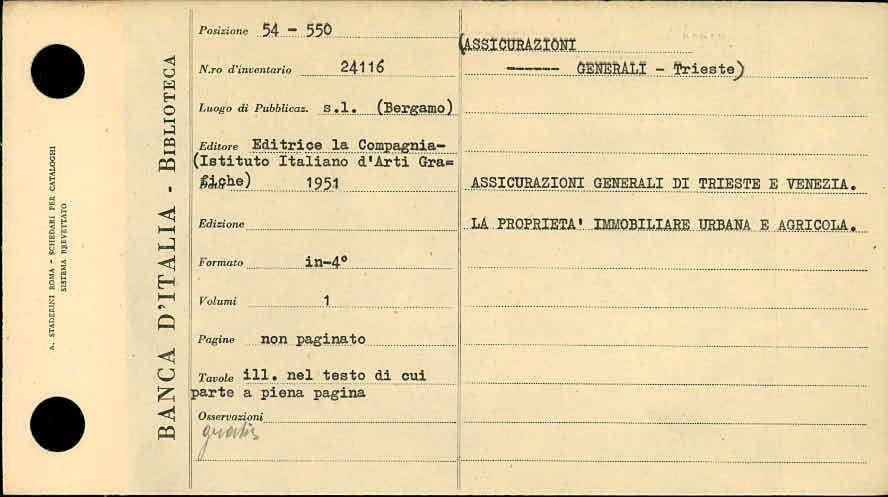 A. STADERINI ROMA - SCHEDARI PER CATALOGHI
SISTEMA BREVETTATO
BANCA D'ITALIA - BIBLIOTECA
Posizione 54 - 550
N.ro d'inventario 24116
Luogo di Pubblicaz. s.l. (Bergamo)
Editore Editrice la Compagnia-
(Istituto Italiano d'Arti Gra=
fiche)
Data 1951
Edizione
Formato in-4°
Volumi 1
Pagine non paginato
Tavole ill. nel testo di cui
parte a piena pagina
Osservazioni
gratis
(ASSICURAZIONI
------ GENERALI - Trieste)
ASSICURAZIONI GENERALI DI TRIESTE E VENEZIA.
LA PROPRIETA' IMMOBILIARE URBANA E AGRICOLA.